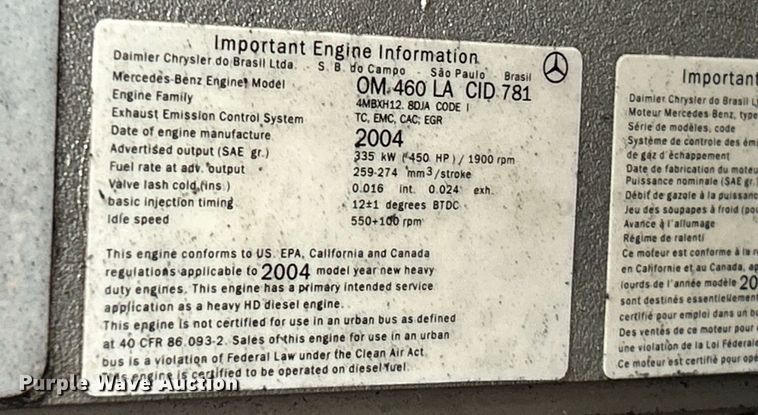 Important Engine Information
Daimler Chrysler do Brasil Ltda. - S. B. do Campo - São Paulo - Brasil
Mercedes-Benz Engine Model OM 460 LA CID 781
Engine Family 4MBXH12. 8DJA CODE I
Exhaust Emission Control System TC, EMC, CAC, EGR
Date of engine manufacture 2004
Advertised output (SAE gr.) 335 kW (450 HP) / 1900 rpm
Fuel rate at adv. output 259-274 mm3/stroke
Valve lash cold (ins.) 0.016 int. 0.024 exh.
basic injection timing 12±1 degrees BTDC
Idle speed 550+100 rpm
This engine conforms to US. EPA, California and Canada
regulations applicable to 2004 model year new heavy
duty engines. This engine has a primary intended service
application as a heavy HD diesel engine.
This engine is not certified for use in an urban bus as defined
at 40 CFR 86.093-2. Sales of this engine for use in an urban
bus is a violation of Federal Law under the Clean Air Act
This engine is certified to be operated on diesel fuel.
Important
Daimler Chrysler do Brasil L
Moteur Mercedes Benz, type
Série de modèles, code
Système de controle des émi
de gaz d'échappement
Date de fabrication du moteu
Puissance nominale (SAE gr.
Débit de gazole à la puissanc
Jeu des soupapes à froid (po
Avance à l'allumage
Régime de ralenti
Ce moteur est conforme à la r
en Californie et au Canada, ap
lourds de l'année modèle 20
sont destinés essentiellemen
certifié pour emploi dans un bu
Des ventes de ce moteur pour
une violation de la Loi Fédérale
Ce moteur est certifié pour opé
Purple Wave Auction